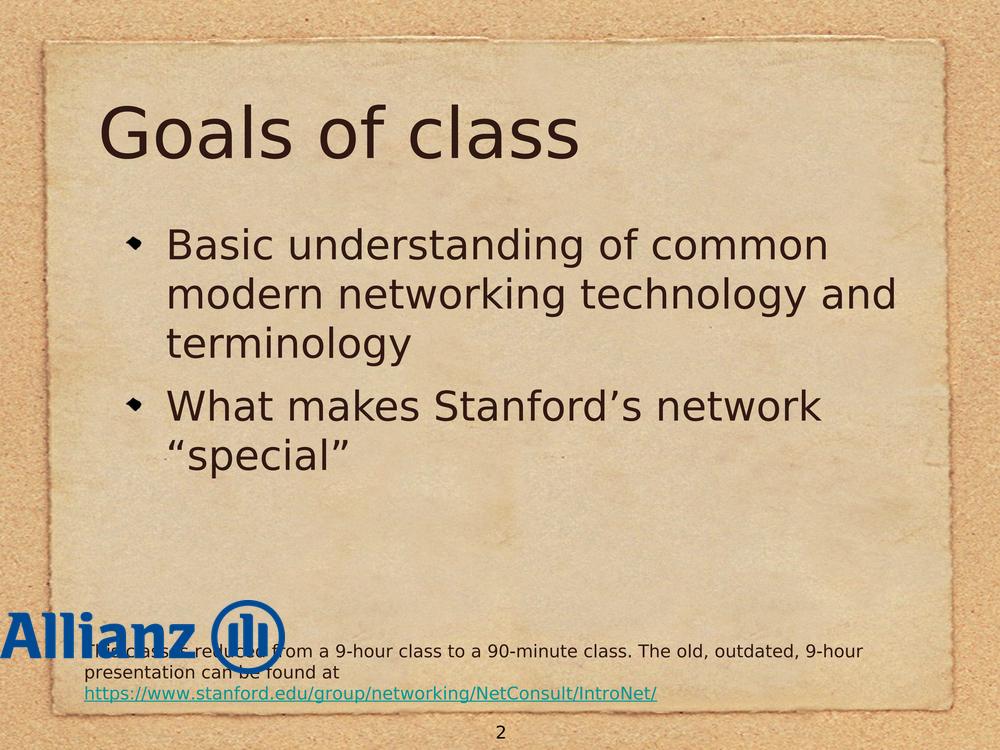 Goals of class
Basic understanding of common
modern networking technology and
terminology
What makes Stanford’s network
“special”
Allianz
This class reduced from a 9-hour class to a 90-minute class. The old, outdated, 9-hour
presentation can be found at
https://www.stanford.edu/group/networking/NetConsult/IntroNet/
2